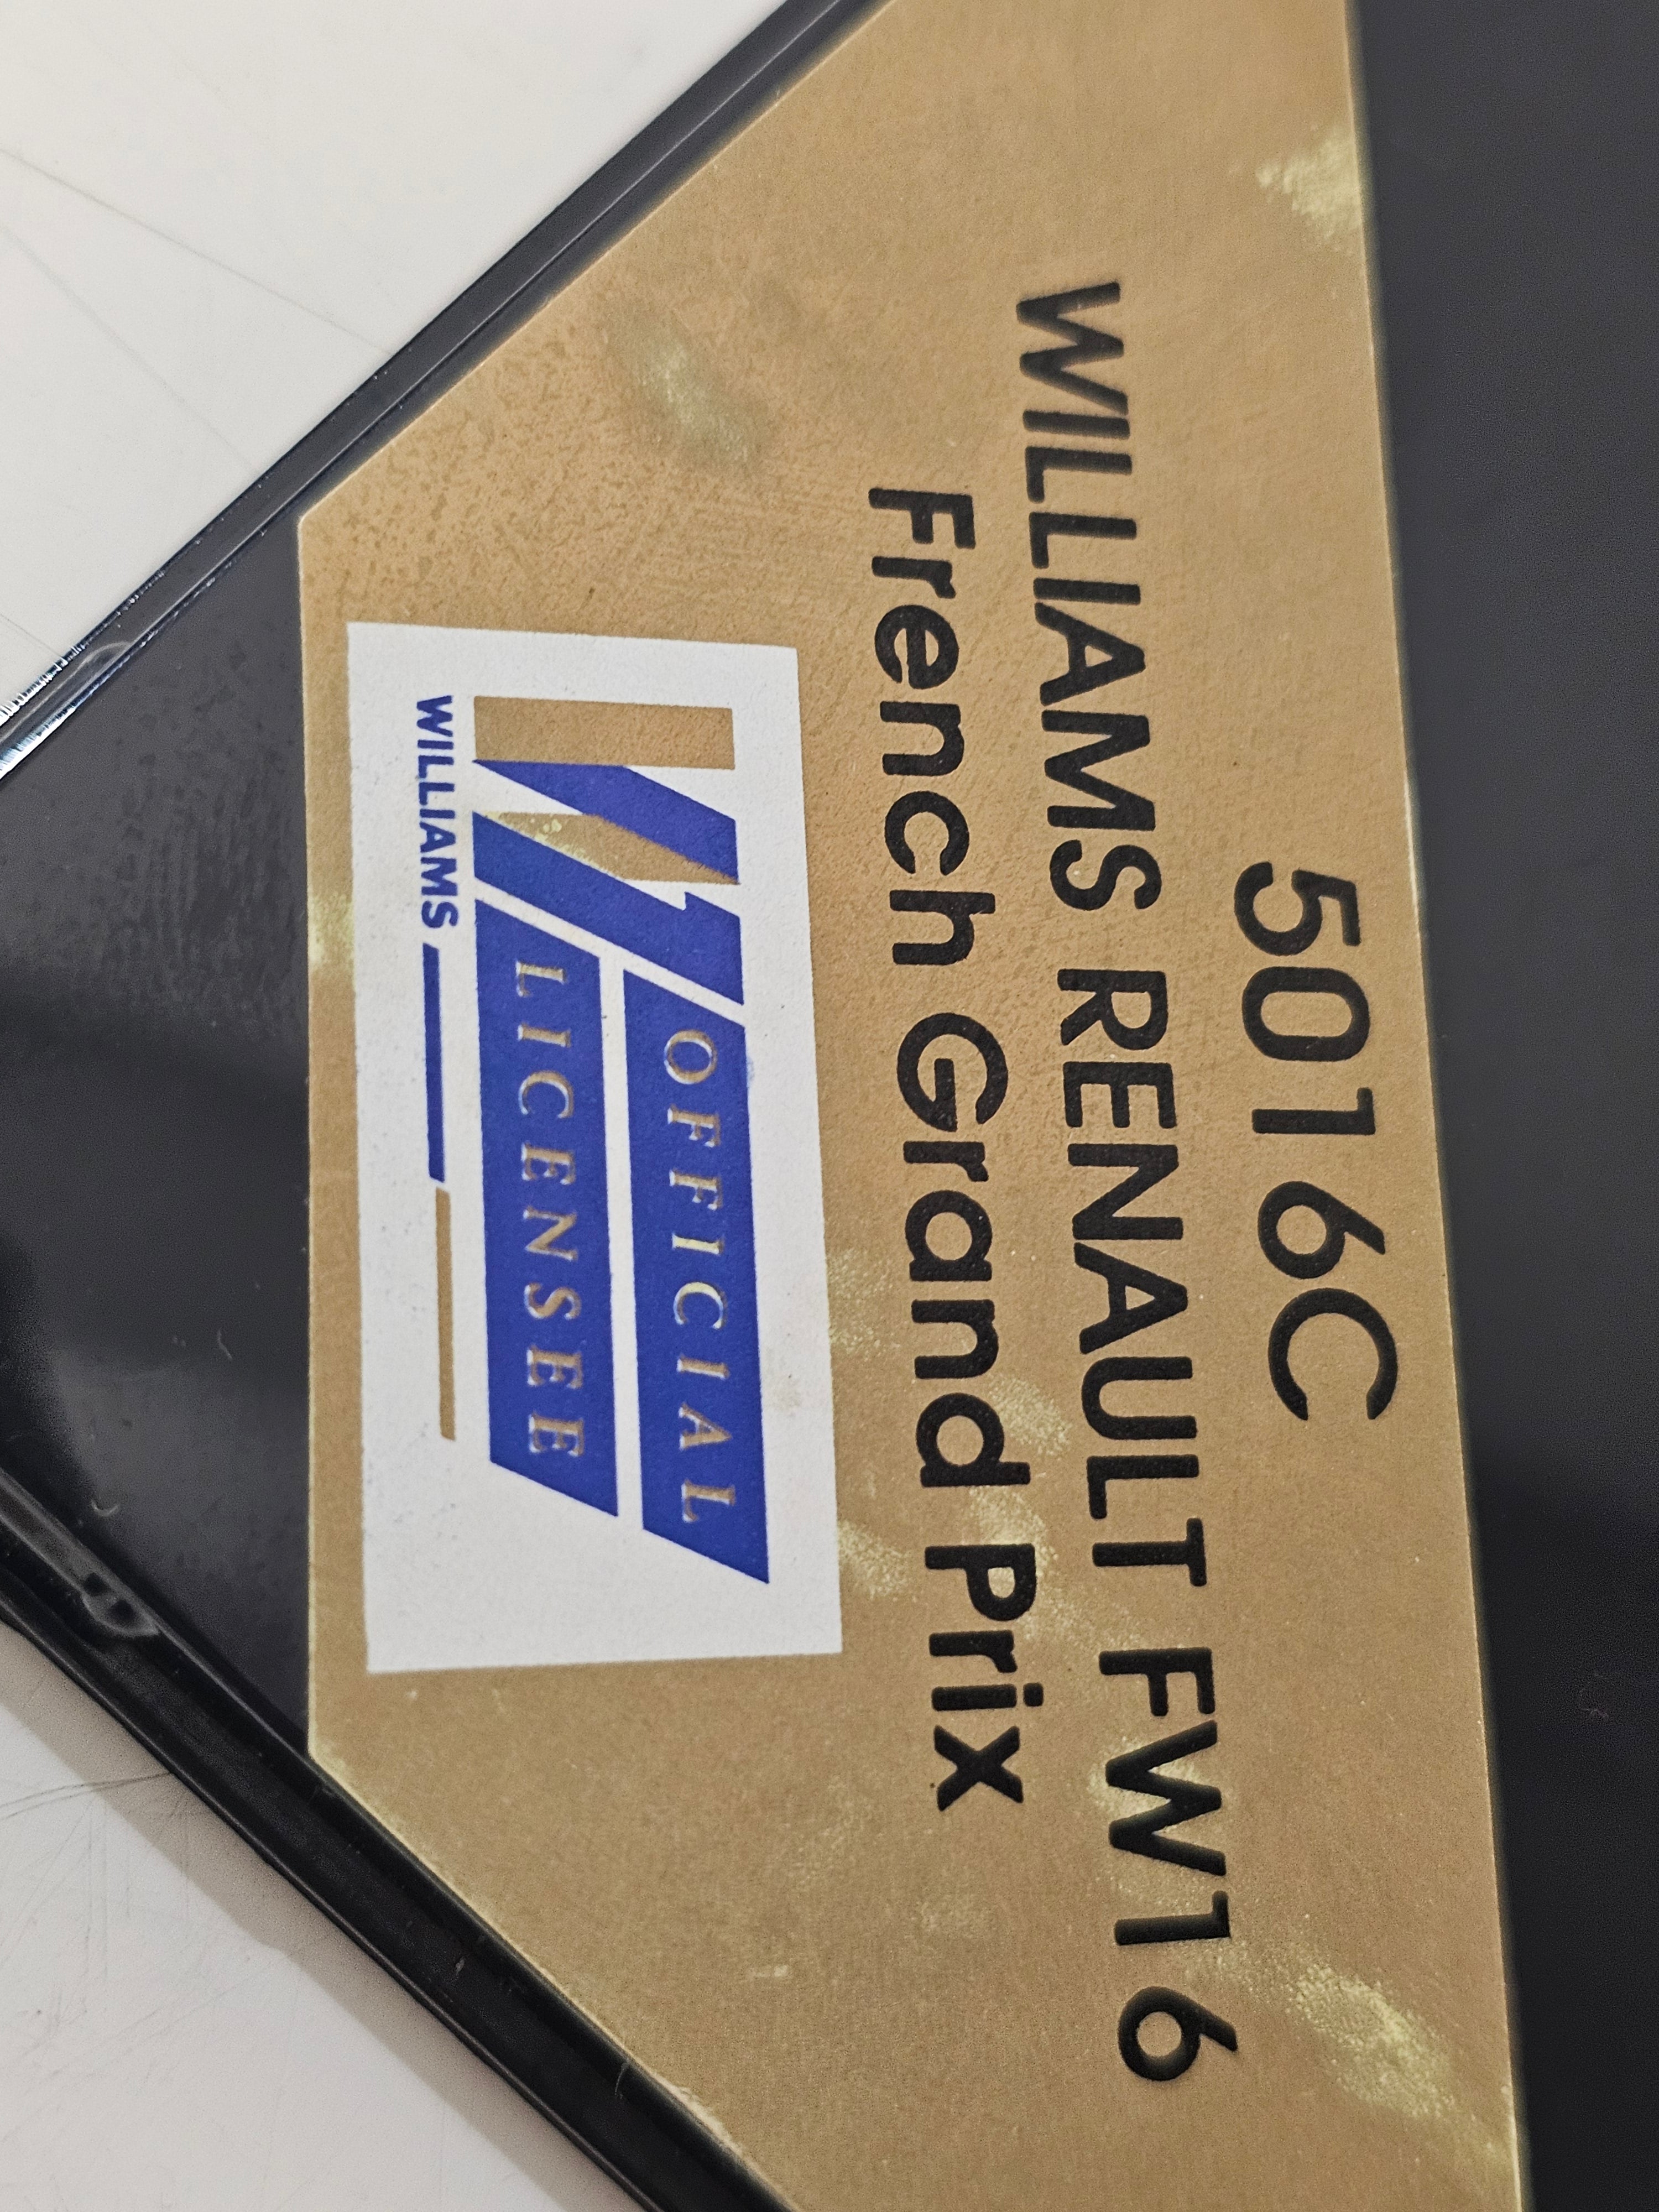 5016C
WILLIAMS RENAULT FW16
French Grand Prix
OFFICIAL
LICENSEE
WILLIAMS